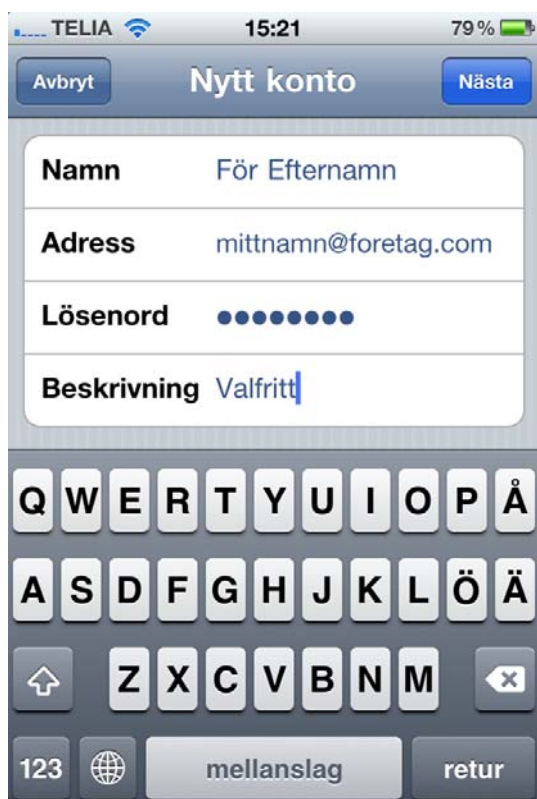 TELIA 15:21 79 %
Avbryt Nytt konto Nästa
Namn För Efternamn
Adress mittnamn@foretag.com
Lösenord ●●●●●●●●
Beskrivning Valfritt
Q W E R T Y U I O P Å
A S D F G H J K L Ö Ä
Z X C V B N M
123 mellanslag retur